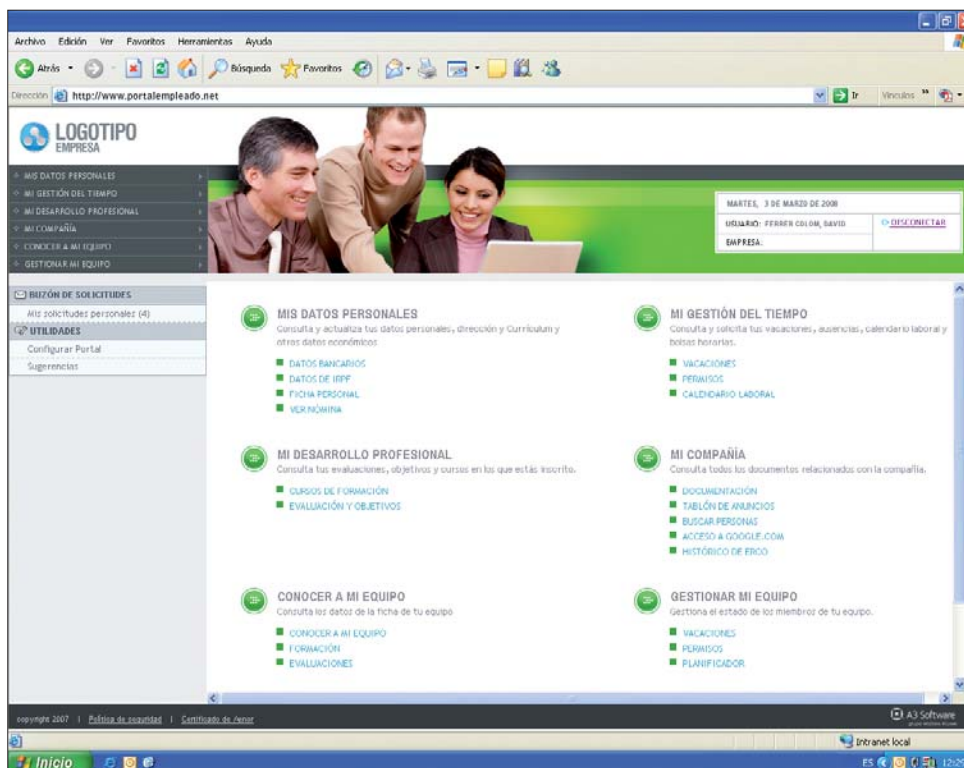 Archivo Edición Ver Favoritos Herramientas Ayuda
Atrás Búsqueda Favoritos
Dirección http://www.portalempleado.net Ir Vínculos »
LOGOTIPO
EMPRESA
MIS DATOS PERSONALES
MI GESTIÓN DEL TIEMPO
MI DESARROLLO PROFESIONAL
MI COMPAÑÍA
CONOCER A MI EQUIPO
GESTIONAR MI EQUIPO
MARTES, 3 DE MARZO DE 2008
USUARIO: FERRER COLOM, DAVID DISCONECTAR
EMPRESA:
BUZÓN DE SOLICITUDES
Mis solicitudes personales (4)
UTILIDADES
Configurar Portal
Sugerencias
MIS DATOS PERSONALES
Consulta y actualiza tus datos personales, dirección y Currículum y
otros datos económicos
DATOS BANCARIOS
DATOS DE IRPF
FICHA PERSONAL
VER NÓMINA
MI GESTIÓN DEL TIEMPO
Consulta y solicita tus vacaciones, ausencias, calendario laboral y
bolsas horarias.
VACACIONES
PERMISOS
CALENDARIO LABORAL
MI DESARROLLO PROFESIONAL
Consulta tus evaluaciones, objetivos y cursos en los que estás inscrito.
CURSOS DE FORMACIÓN
EVALUACIÓN Y OBJETIVOS
MI COMPAÑÍA
Consulta todos los documentos relacionados con la compañía.
DOCUMENTACIÓN
TABLÓN DE ANUNCIOS
BUSCAR PERSONAS
ACCESO A GOOGLE.COM
HISTÓRICO DE ERCO
CONOCER A MI EQUIPO
Consulta los datos de la ficha de tu equipo
CONOCER A MI EQUIPO
FORMACIÓN
EVALUACIONES
GESTIONAR MI EQUIPO
Gestiona el estado de los miembros de tu equipo.
VACACIONES
PERMISOS
PLANIFICADOR
copyright 2007 | Política de seguridad | Certificado de A3 Software
Intranet local
Inicio ES 12:29